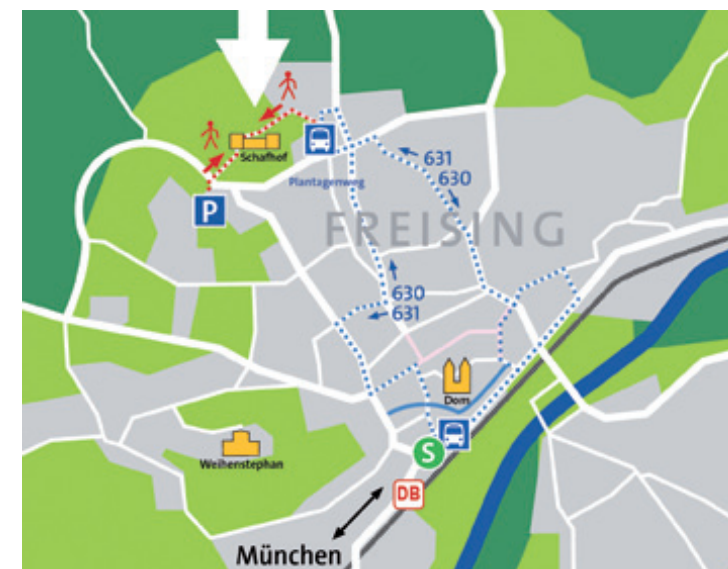 Schafhof
Plantagenweg
P
631
630
FREISING
630
631
Dom
S
Weihenstephan
DB
München